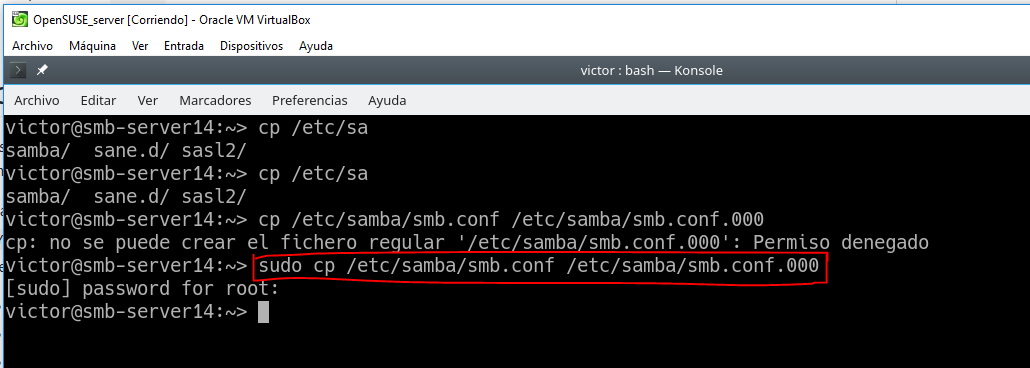 OpenSUSE_server [Corriendo] - Oracle VM VirtualBox
Archivo Máquina Ver Entrada Dispositivos Ayuda
victor : bash — Konsole
Archivo Editar Ver Marcadores Preferencias Ayuda
victor@smb-server14:~> cp /etc/sa
samba/  sane.d/ sasl2/
victor@smb-server14:~> cp /etc/sa
samba/  sane.d/ sasl2/
victor@smb-server14:~> cp /etc/samba/smb.conf /etc/samba/smb.conf.000
cp: no se puede crear el fichero regular '/etc/samba/smb.conf.000': Permiso denegado
victor@smb-server14:~> sudo cp /etc/samba/smb.conf /etc/samba/smb.conf.000
[sudo] password for root:
victor@smb-server14:~>